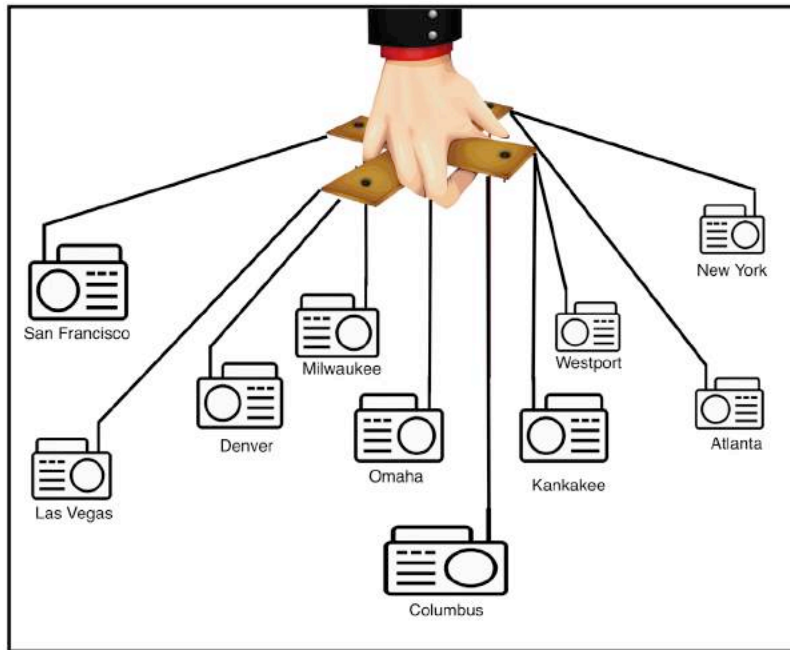 New York
San Francisco
Milwaukee
Westport
Denver
Atlanta
Omaha
Kankakee
Las Vegas
Columbus